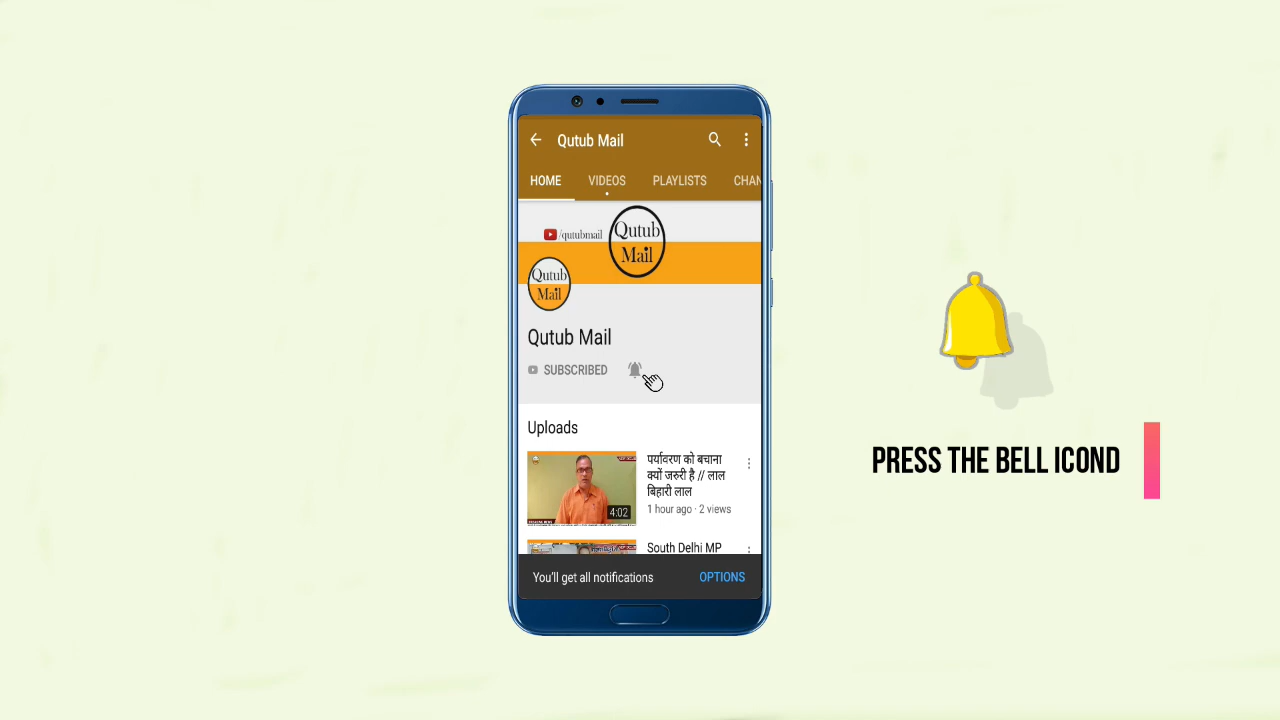 Qutub Mail
HOME VIDEOS PLAYLISTS CHAN
/qutubmail
Qutub
Mail
Qutub
Mail
Qutub Mail
SUBSCRIBED
Uploads
पर्यावरण को बचाना
क्यों जरुरी है // लाल
बिहारी लाल
4:02
1 hour ago · 2 views
South Delhi MP
You'll get all notifications OPTIONS
PRESS THE BELL ICOND